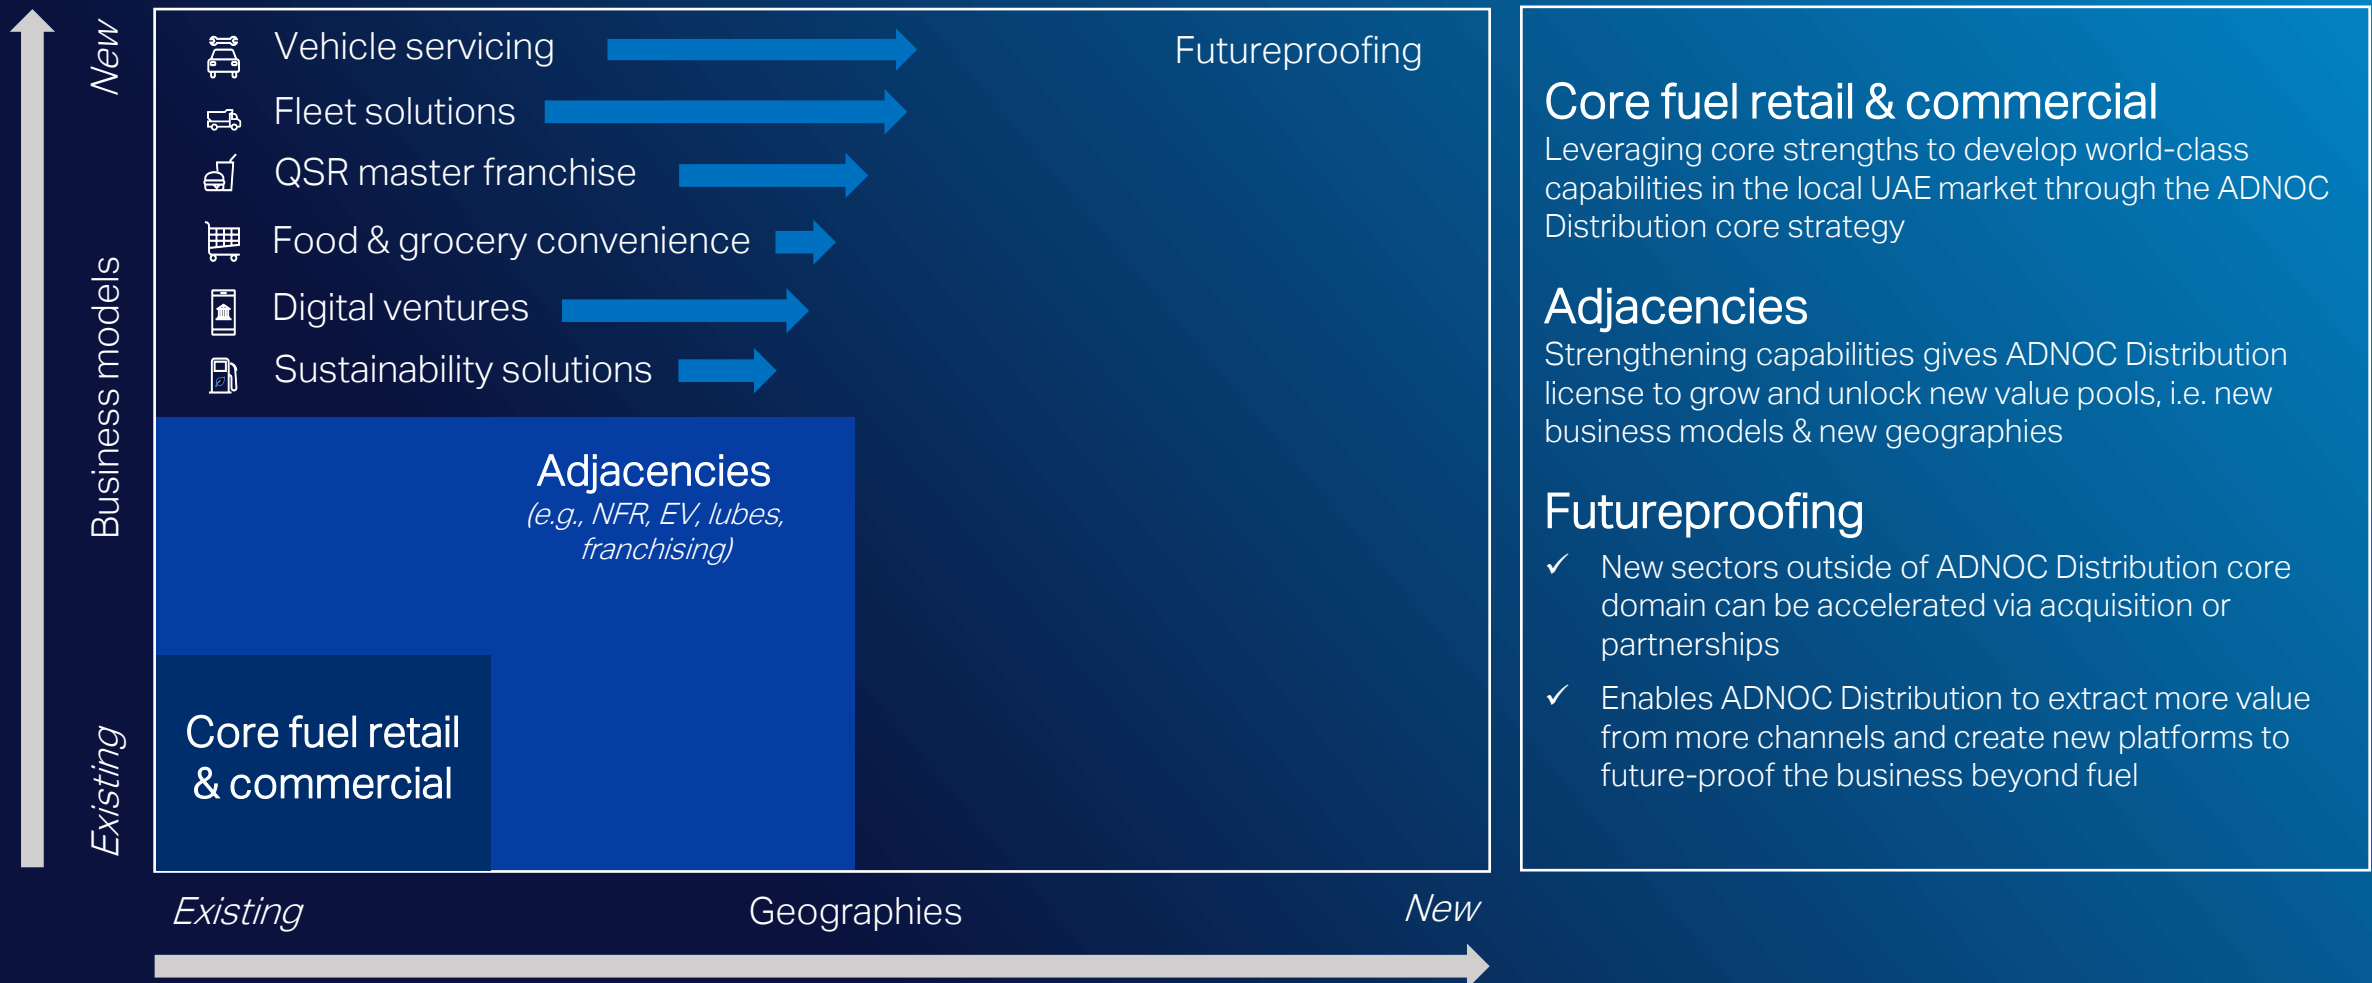 New
Business models
Existing
Vehicle servicing
Fleet solutions
QSR master franchise
Food & grocery convenience
Digital ventures
Sustainability solutions
Futureproofing
Adjacencies
(e.g., NFR, EV, lubes,
franchising)
Core fuel retail
& commercial
Existing
Geographies
New
Core fuel retail & commercial
Leveraging core strengths to develop world-class
capabilities in the local UAE market through the ADNOC
Distribution core strategy
Adjacencies
Strengthening capabilities gives ADNOC Distribution
license to grow and unlock new value pools, i.e. new
business models & new geographies
Futureproofing
✓ New sectors outside of ADNOC Distribution core
domain can be accelerated via acquisition or
partnerships
✓ Enables ADNOC Distribution to extract more value
from more channels and create new platforms to
future-proof the business beyond fuel